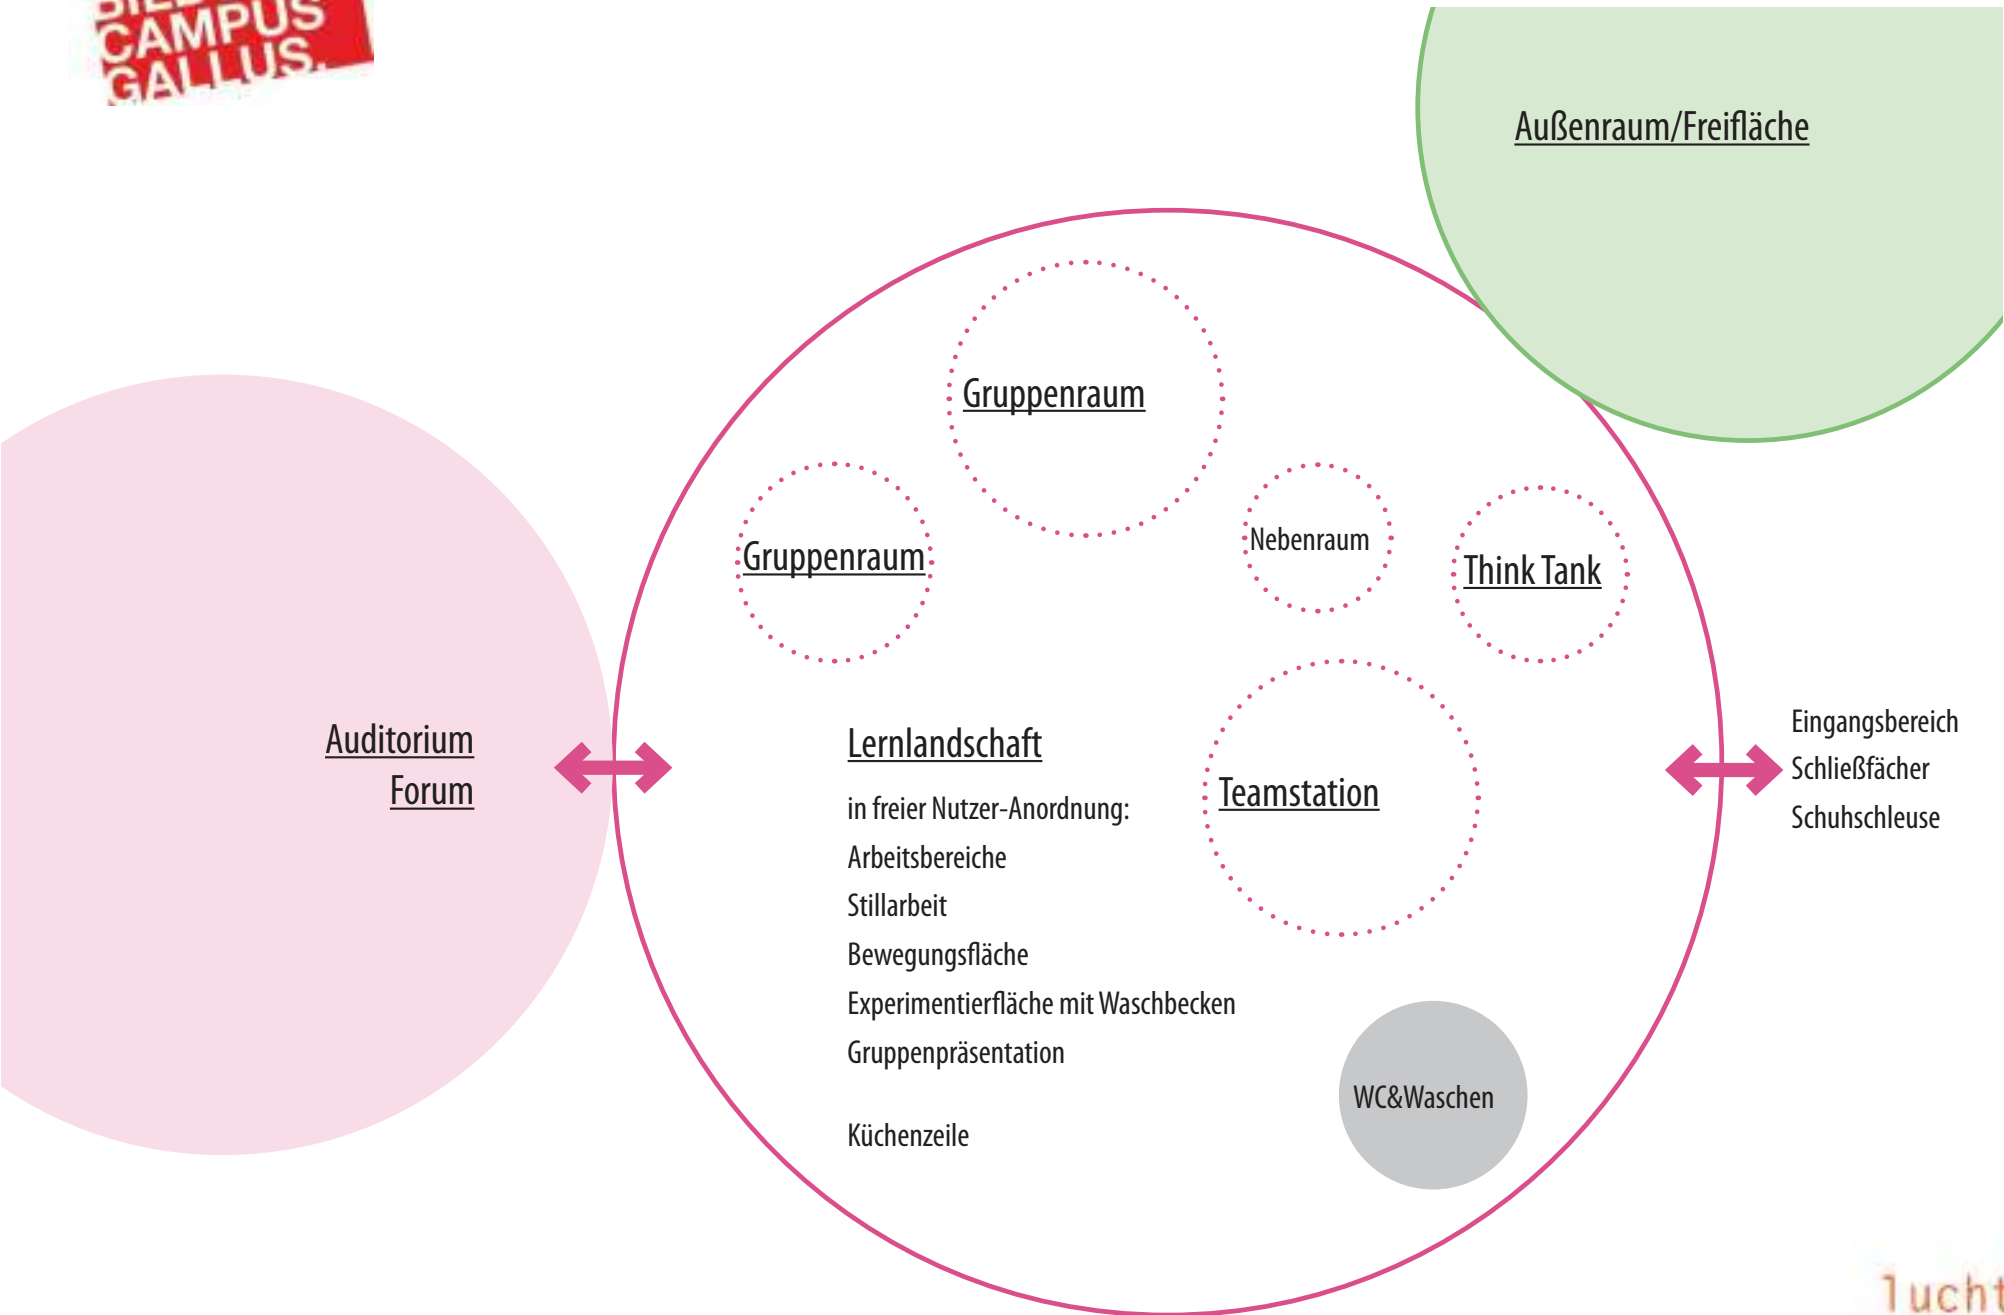 CAMPUS
GALLUS.
Außenraum/Freifläche
Gruppenraum
Gruppenraum
Nebenraum
Think Tank
Auditorium
Forum
Lernlandschaft
in freier Nutzer-Anordnung:
Arbeitsbereiche
Stillarbeit
Bewegungsfläche
Experimentierfläche mit Waschbecken
Gruppenpräsentation
Küchenzeile
Teamstation
WC&Waschen
Eingangsbereich
Schließfächer
Schuhschleuse